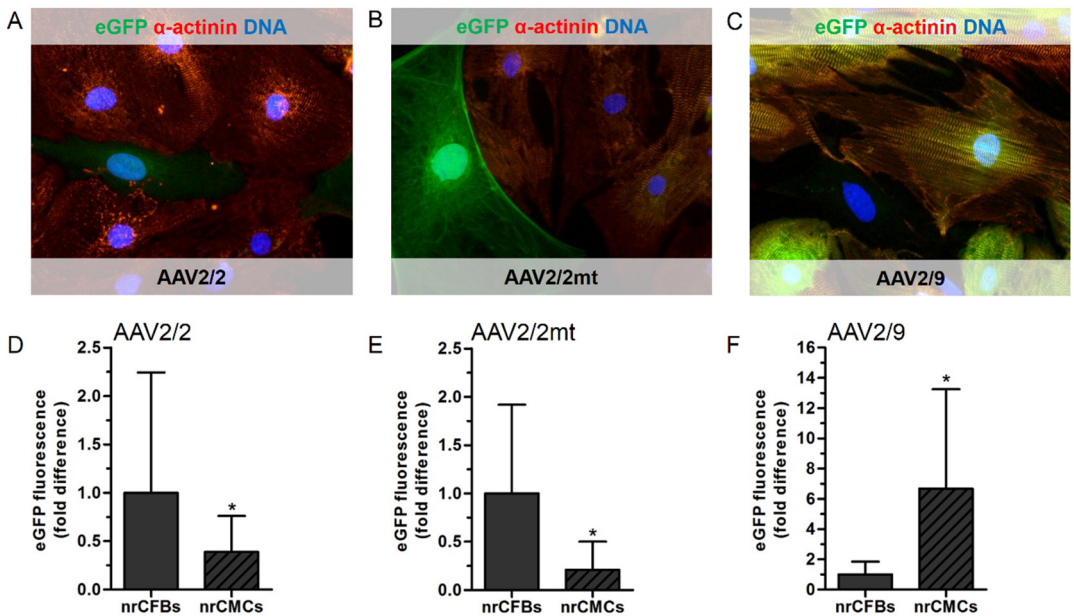 A
eGFP α-actinin DNA
AAV2/2
B
eGFP α-actinin DNA
AAV2/2mt
C
eGFP α-actinin DNA
AAV2/9
D
AAV2/2
eGFP fluorescence
(fold difference)
2.5
2.0
1.5
1.0
0.5
0.0
*
nrCFBs nrCMCs
E
AAV2/2mt
eGFP fluorescence
(fold difference)
2.5
2.0
1.5
1.0
0.5
0.0
*
nrCFBs nrCMCs
F
AAV2/9
eGFP fluorescence
(fold difference)
16
14
12
10
8
6
4
2
0
*
nrCFBs nrCMCs